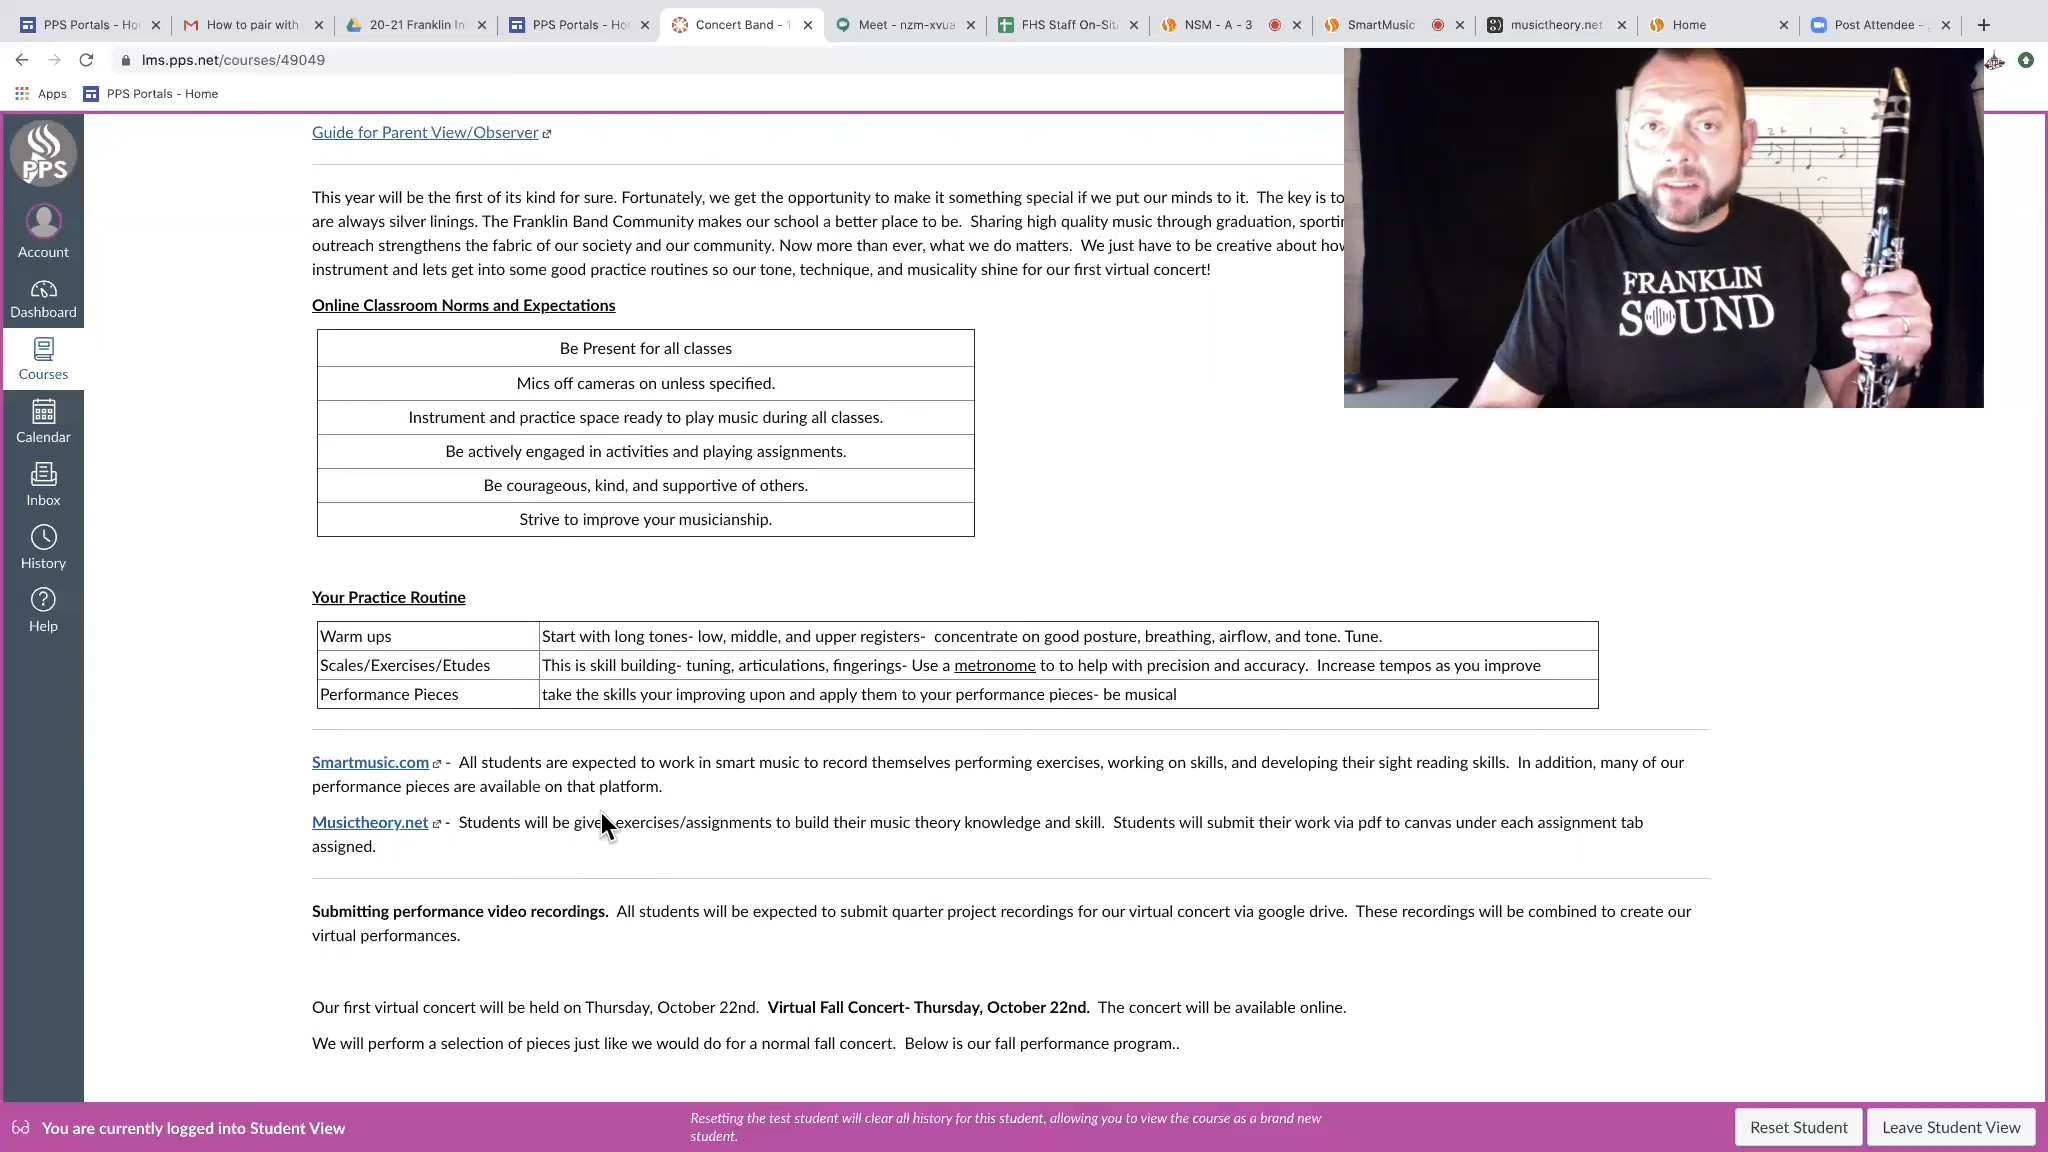 PPS Portals - Ho
How to pair with
20-21 Franklin In
PPS Portals - Ho
Concert Band - 1
Meet - nzm-xvua
FHS Staff On-Sit
NSM - A - 3
SmartMusic
musictheory.net
Home
Post Attendee -
lms.pps.net/courses/49049
Apps
PPS Portals - Home
PPS
Account
Dashboard
Courses
Calendar
Inbox
History
Help
Guide for Parent View/Observer
This year will be the first of its kind for sure. Fortunately, we get the opportunity to make it something special if we put our minds to it. The key is to
are always silver linings. The Franklin Band Community makes our school a better place to be. Sharing high quality music through graduation, sportin
outreach strengthens the fabric of our society and our community. Now more than ever, what we do matters. We just have to be creative about how
instrument and lets get into some good practice routines so our tone, technique, and musicality shine for our first virtual concert!
FRANKLIN
SOUND
Online Classroom Norms and Expectations
Be Present for all classes
Mics off cameras on unless specified.
Instrument and practice space ready to play music during all classes.
Be actively engaged in activities and playing assignments.
Be courageous, kind, and supportive of others.
Strive to improve your musicianship.
Your Practice Routine
Warm ups Start with long tones- low, middle, and upper registers- concentrate on good posture, breathing, airflow, and tone. Tune.
Scales/Exercises/Etudes This is skill building- tuning, articulations, fingerings- Use a metronome to to help with precision and accuracy. Increase tempos as you improve
Performance Pieces take the skills your improving upon and apply them to your performance pieces- be musical
Smartmusic.com - All students are expected to work in smart music to record themselves performing exercises, working on skills, and developing their sight reading skills. In addition, many of our
performance pieces are available on that platform.
Musictheory.net - Students will be given exercises/assignments to build their music theory knowledge and skill. Students will submit their work via pdf to canvas under each assignment tab
assigned.
Submitting performance video recordings. All students will be expected to submit quarter project recordings for our virtual concert via google drive. These recordings will be combined to create our
virtual performances.
Our first virtual concert will be held on Thursday, October 22nd. Virtual Fall Concert- Thursday, October 22nd. The concert will be available online.
We will perform a selection of pieces just like we would do for a normal fall concert. Below is our fall performance program..
You are currently logged into Student View
Resetting the test student will clear all history for this student, allowing you to view the course as a brand new
student.
Reset Student
Leave Student View